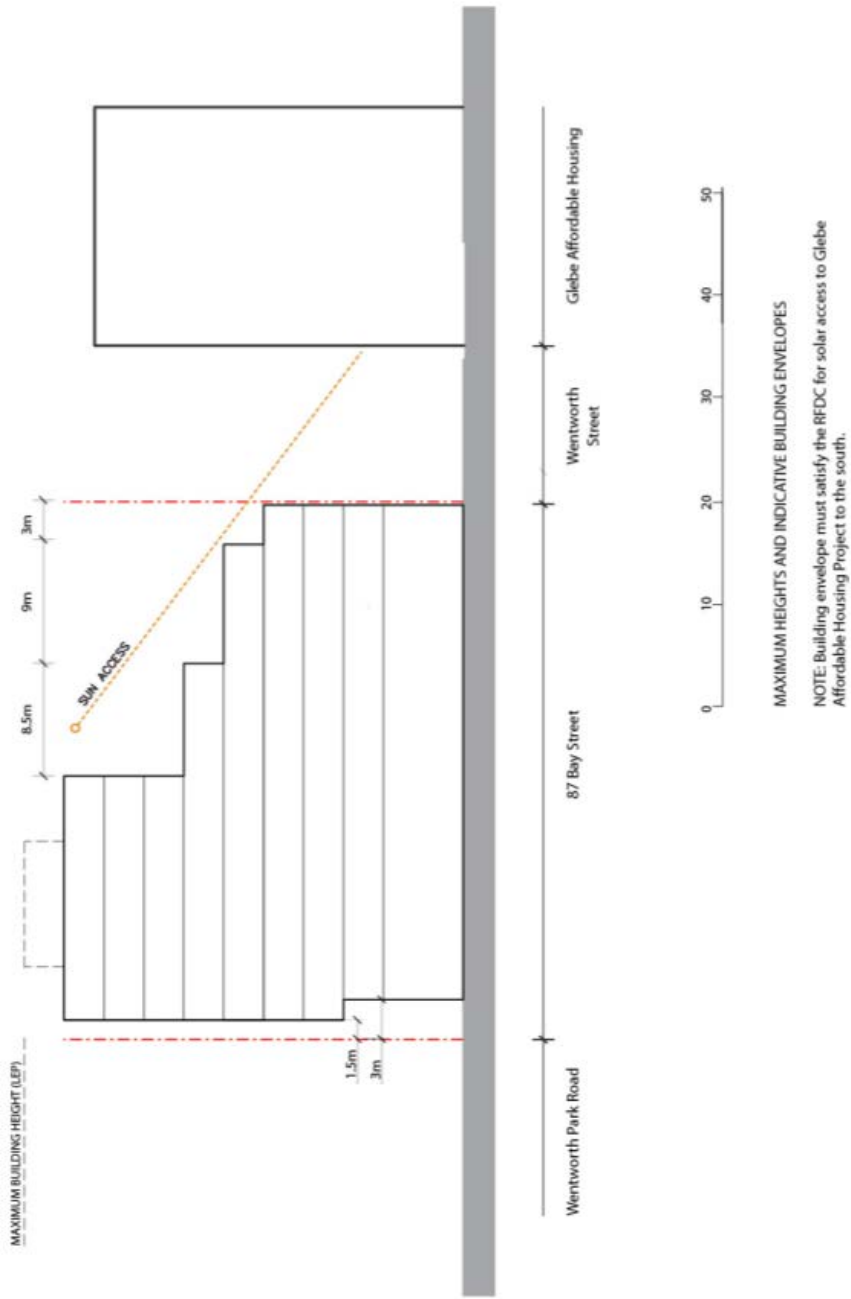 MAXIMUM BUILDING HEIGHT (LEP)
8.5m
9m
3m
SUN ACCESS
1.5m
3m
Wentworth Park Road
87 Bay Street
Wentworth
Street
Glebe Affordable Housing
0
10
20
30
40
50
MAXIMUM HEIGHTS AND INDICATIVE BUILDING ENVELOPES
NOTE: Building envelope must satisfy the RFDC for solar access to Glebe
Affordable Housing Project to the south.